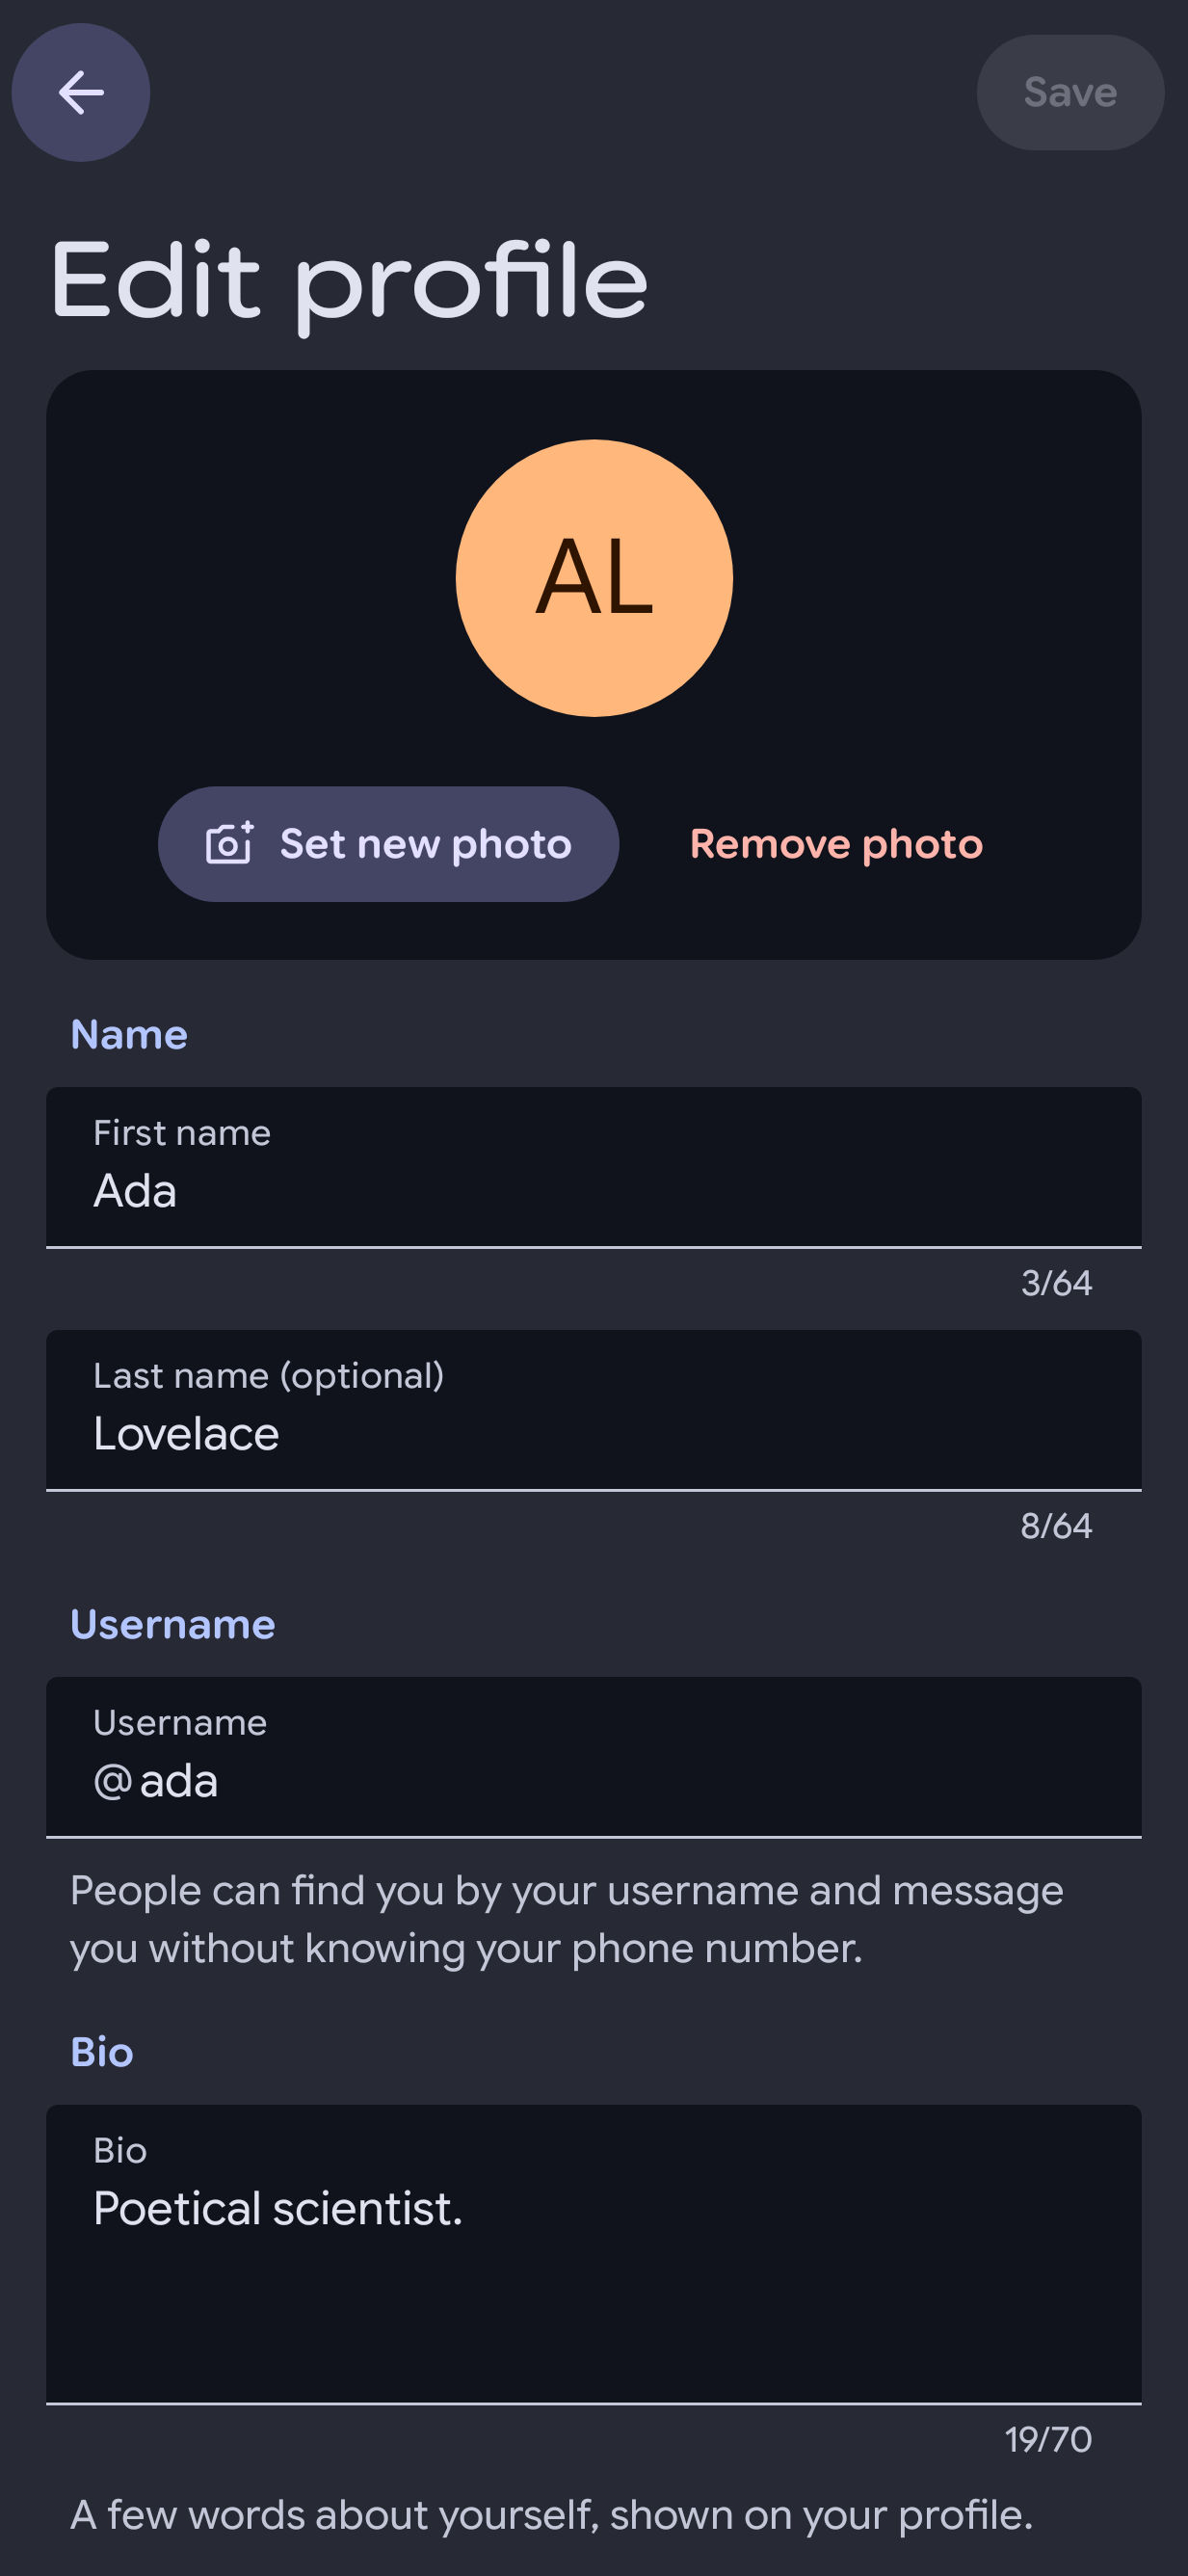 Save
Edit profile
AL
Set new photo
Remove photo
Name
First name
Ada
3/64
Last name (optional)
Lovelace
8/64
Username
Username
@ada
People can find you by your username and message
you without knowing your phone number.
Bio
Bio
Poetical scientist.
19/70
A few words about yourself, shown on your profile.